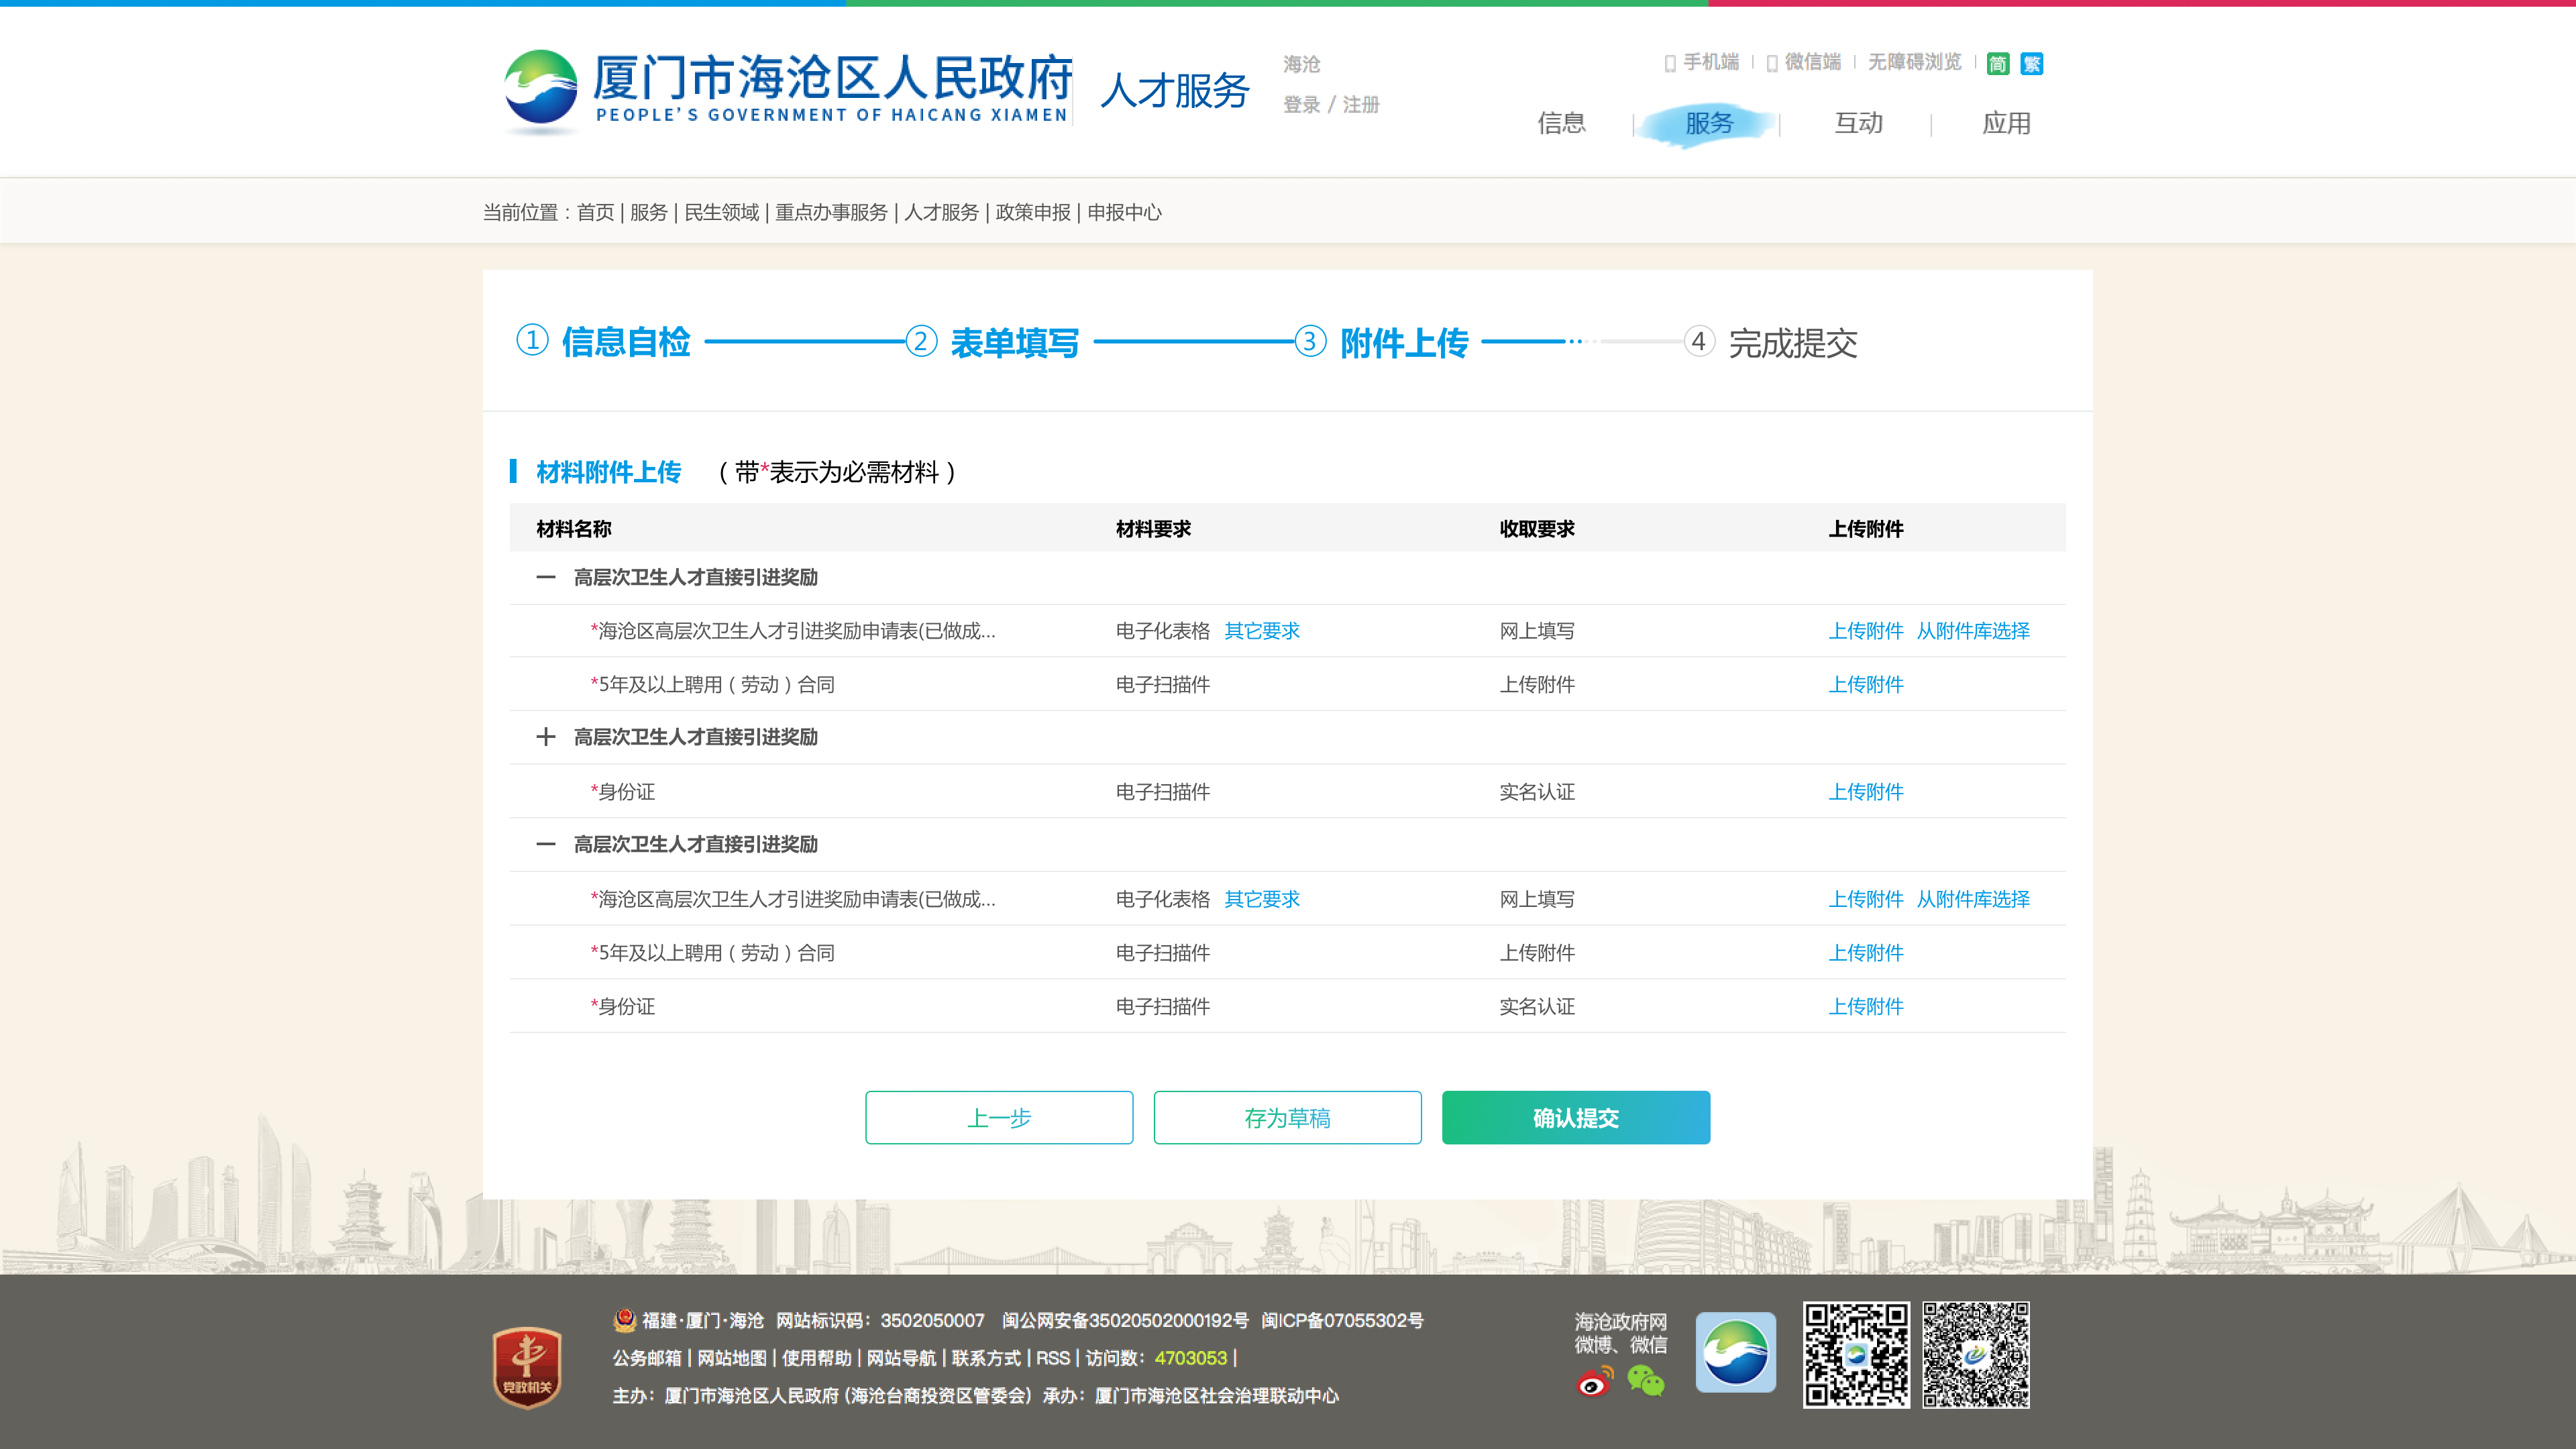 厦门市海沧区人民政府
PEOPLE'S GOVERNMENT OF HAICANG XIAMEN
人才服务
海沧
登录 / 注册
手机端 | 微信端 | 无障碍浏览 | 简 繁
信息 | 服务 | 互动 | 应用
当前位置：首页 | 服务 | 民生领域 | 重点办事服务 | 人才服务 | 政策申报 | 申报中心
① 信息自检 ② 表单填写 ③ 附件上传 ④ 完成提交
材料附件上传 （带*表示为必需材料）
材料名称 材料要求 收取要求 上传附件
— 高层次卫生人才直接引进奖励
*海沧区高层次卫生人才引进奖励申请表(已做成... 电子化表格 其它要求 网上填写 上传附件 从附件库选择
*5年及以上聘用（劳动）合同 电子扫描件 上传附件 上传附件
+ 高层次卫生人才直接引进奖励
*身份证 电子扫描件 实名认证 上传附件
— 高层次卫生人才直接引进奖励
*海沧区高层次卫生人才引进奖励申请表(已做成... 电子化表格 其它要求 网上填写 上传附件 从附件库选择
*5年及以上聘用（劳动）合同 电子扫描件 上传附件 上传附件
*身份证 电子扫描件 实名认证 上传附件
上一步 存为草稿 确认提交
党政机关
福建·厦门·海沧 网站标识码：3502050007 闽公网安备35020502000192号 闽ICP备07055302号
公务邮箱 | 网站地图 | 使用帮助 | 网站导航 | 联系方式 | RSS | 访问数：4703053 |
主办：厦门市海沧区人民政府 (海沧台商投资区管委会) 承办：厦门市海沧区社会治理联动中心
海沧政府网
微博、微信